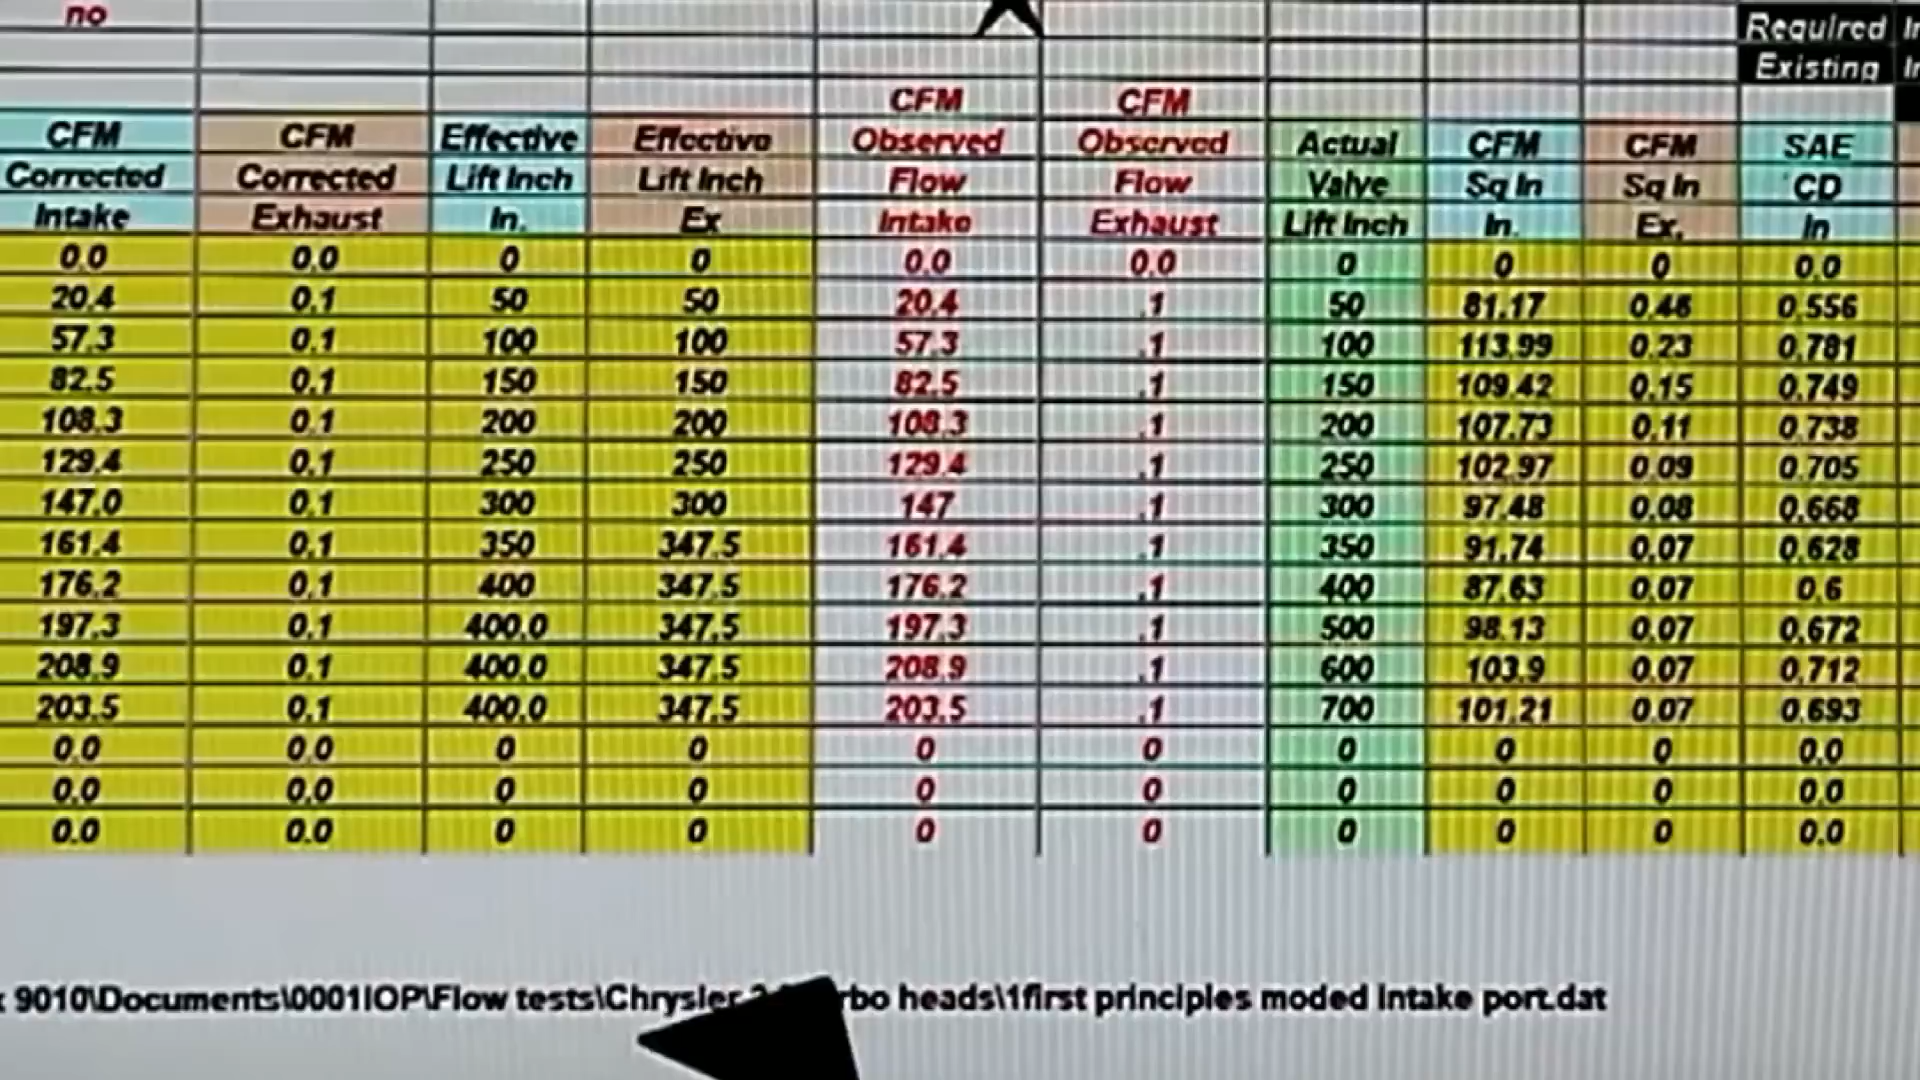 no
Required In
Existing In
CFM CFM
CFM CFM Effective Effective Observed Observed Actual CFM CFM SAE
Corrected Corrected Lift Inch Lift Inch Flow Flow Valve Sq In Sq In CD
Intake Exhaust In. Ex Intake Exhaust Lift Inch In. Ex. In
0.0 0.0 0 0 0.0 0.0 0 0 0 0.0
20.4 0.1 50 50 20.4 .1 50 81.17 0.46 0.556
57.3 0.1 100 100 57.3 .1 100 113.99 0.23 0.781
82.5 0.1 150 150 82.5 .1 150 109.42 0.15 0.749
108.3 0.1 200 200 108.3 .1 200 107.73 0.11 0.738
129.4 0.1 250 250 129.4 .1 250 102.97 0.09 0.705
147.0 0.1 300 300 147 .1 300 97.48 0.08 0.668
161.4 0.1 350 347.5 161.4 .1 350 91.74 0.07 0.628
176.2 0.1 400 347.5 176.2 .1 400 87.63 0.07 0.6
197.3 0.1 400.0 347.5 197.3 .1 500 98.13 0.07 0.672
208.9 0.1 400.0 347.5 208.9 .1 600 103.9 0.07 0.712
203.5 0.1 400.0 347.5 203.5 .1 700 101.21 0.07 0.693
0.0 0.0 0 0 0 0 0 0 0 0.0
0.0 0.0 0 0 0 0 0 0 0 0.0
0.0 0.0 0 0 0 0 0 0 0 0.0
9010\Documents\0001IOP\Flow tests\Chrysler rbo heads\1first principles moded Intake port.dat